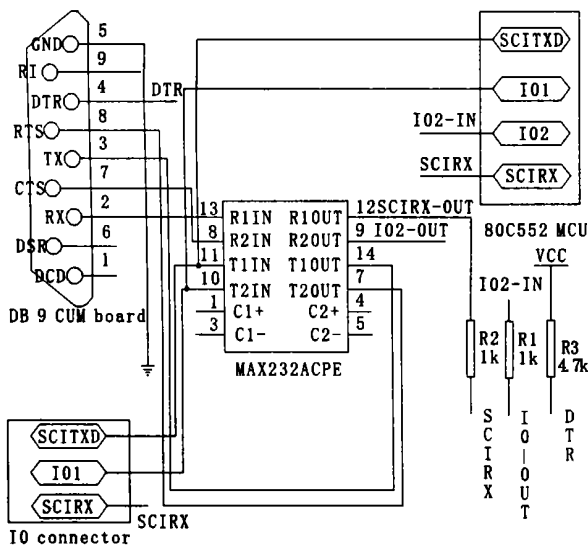 GND 5
RI 9
DTR 4 DTR
RTS 8
TX 3
CTS 7
RX 2
DSR 6
DCD 1
DB 9 CUM board
SCITXD
IO1
IO2-IN IO2
SCIRX SCIRX
80C552 MCU
13 R1IN R1OUT 12 SCIRX-OUT
8 R2IN R2OUT 9 IO2-OUT
11 T1IN T1OUT 14
10 T2IN T2OUT 7
1 C1+ C2+ 4
3 C1- C2- 5
MAX232ACPE
VCC
IO2-IN
R2 1k
R1 1k
R3 4.7k
SCIRX
IO-OUT
DTR
SCITXD
IO1
SCIRX SCIRX
IO connector